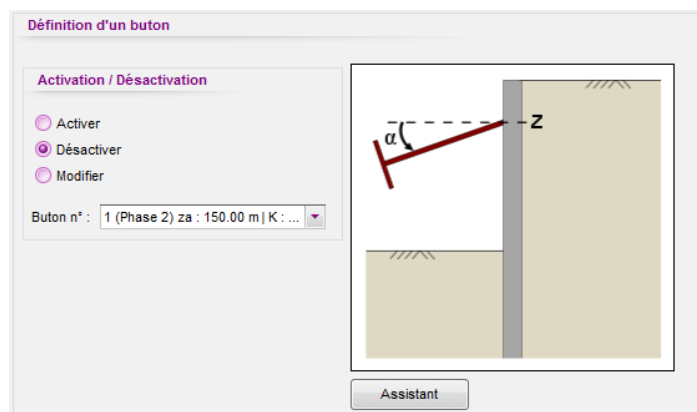 Définition d'un buton
Activation / Désactivation
Activer
Désactiver
Modifier
Buton n° : 1 (Phase 2) za : 150.00 m | K : ...
α
Z
Assistant